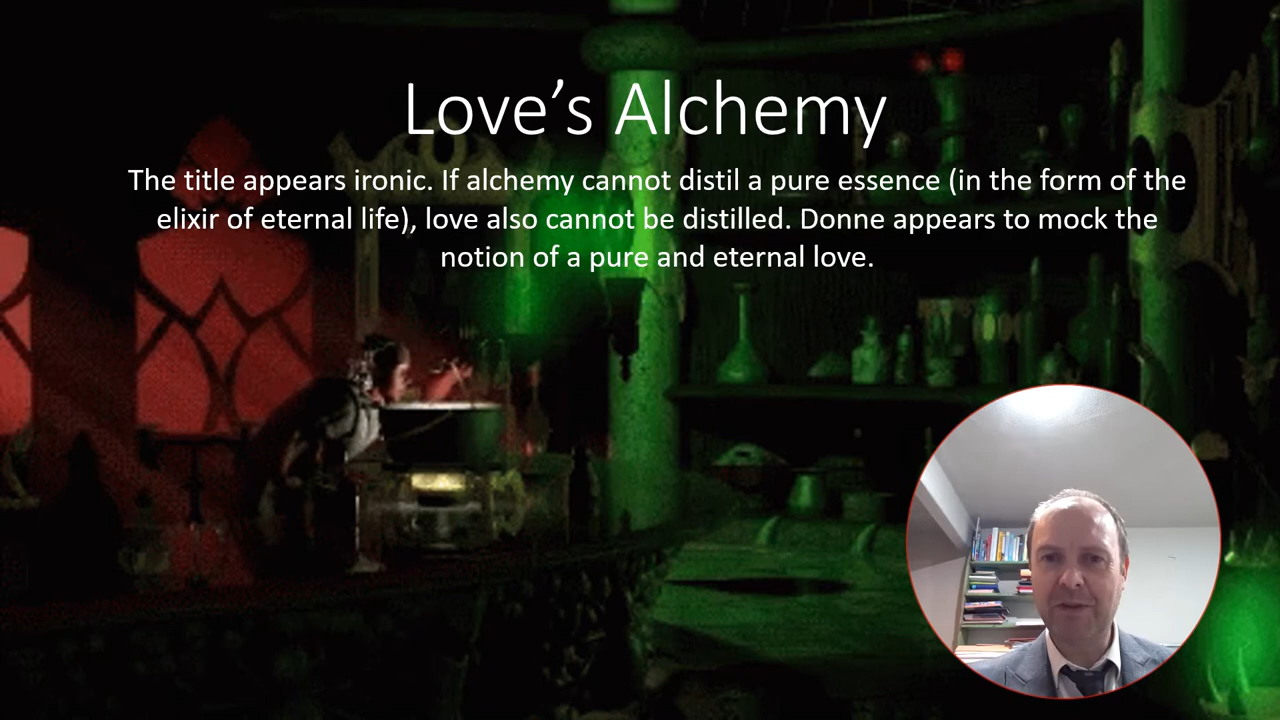 Love’s Alchemy
The title appears ironic. If alchemy cannot distil a pure essence (in the form of the
elixir of eternal life), love also cannot be distilled. Donne appears to mock the
notion of a pure and eternal love.